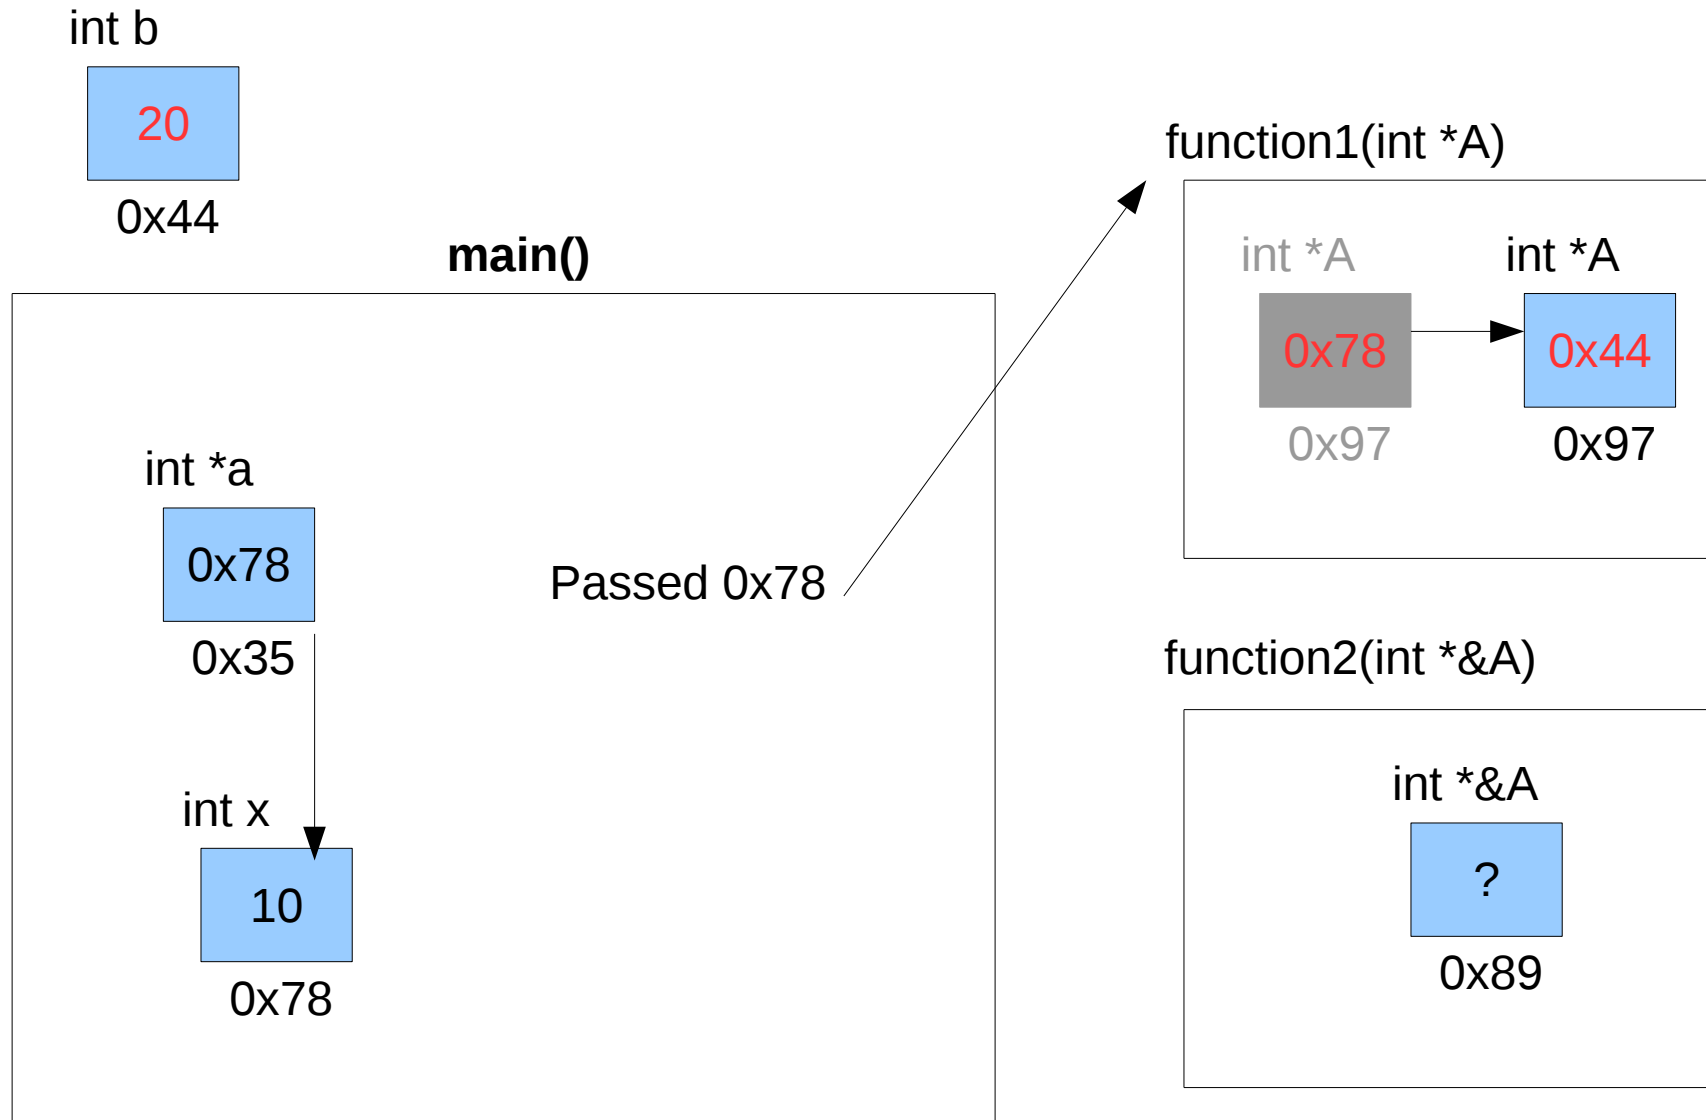 int b
20
0x44
main()
int *a
0x78
0x35
int x
10
0x78
Passed 0x78
function1(int *A)
int *A
0x78
0x97
int *A
0x44
0x97
function2(int *&A)
int *&A
?
0x89